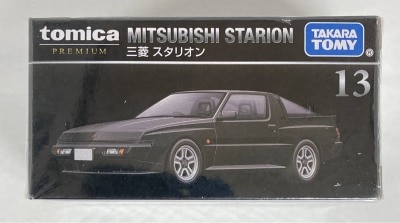 tomica
PREMIUM
MITSUBISHI STARION
三菱 スタリオン
TAKARA
TOMY
®
13